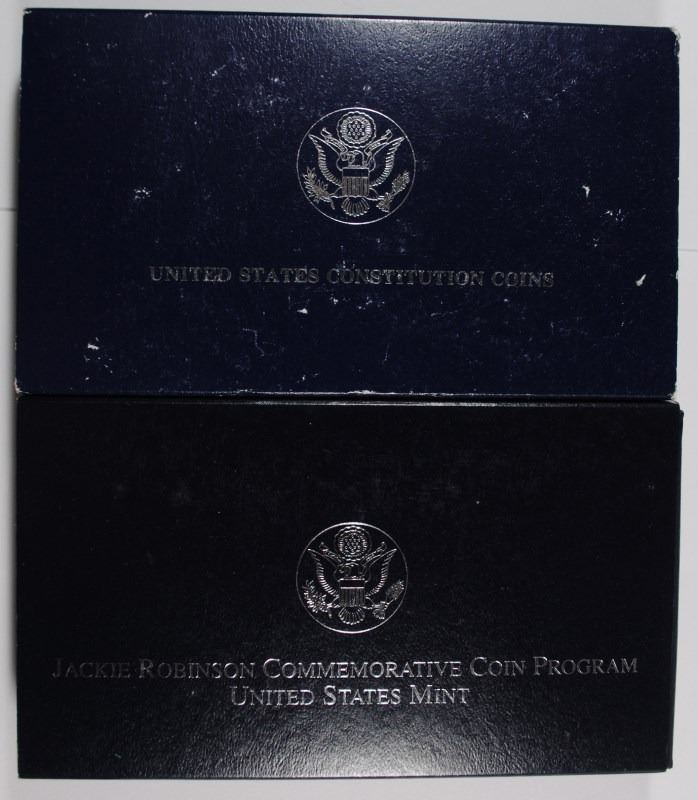 UNITED STATES CONSTITUTION COINS
JACKIE ROBINSON COMMEMORATIVE COIN PROGRAM
UNITED STATES MINT